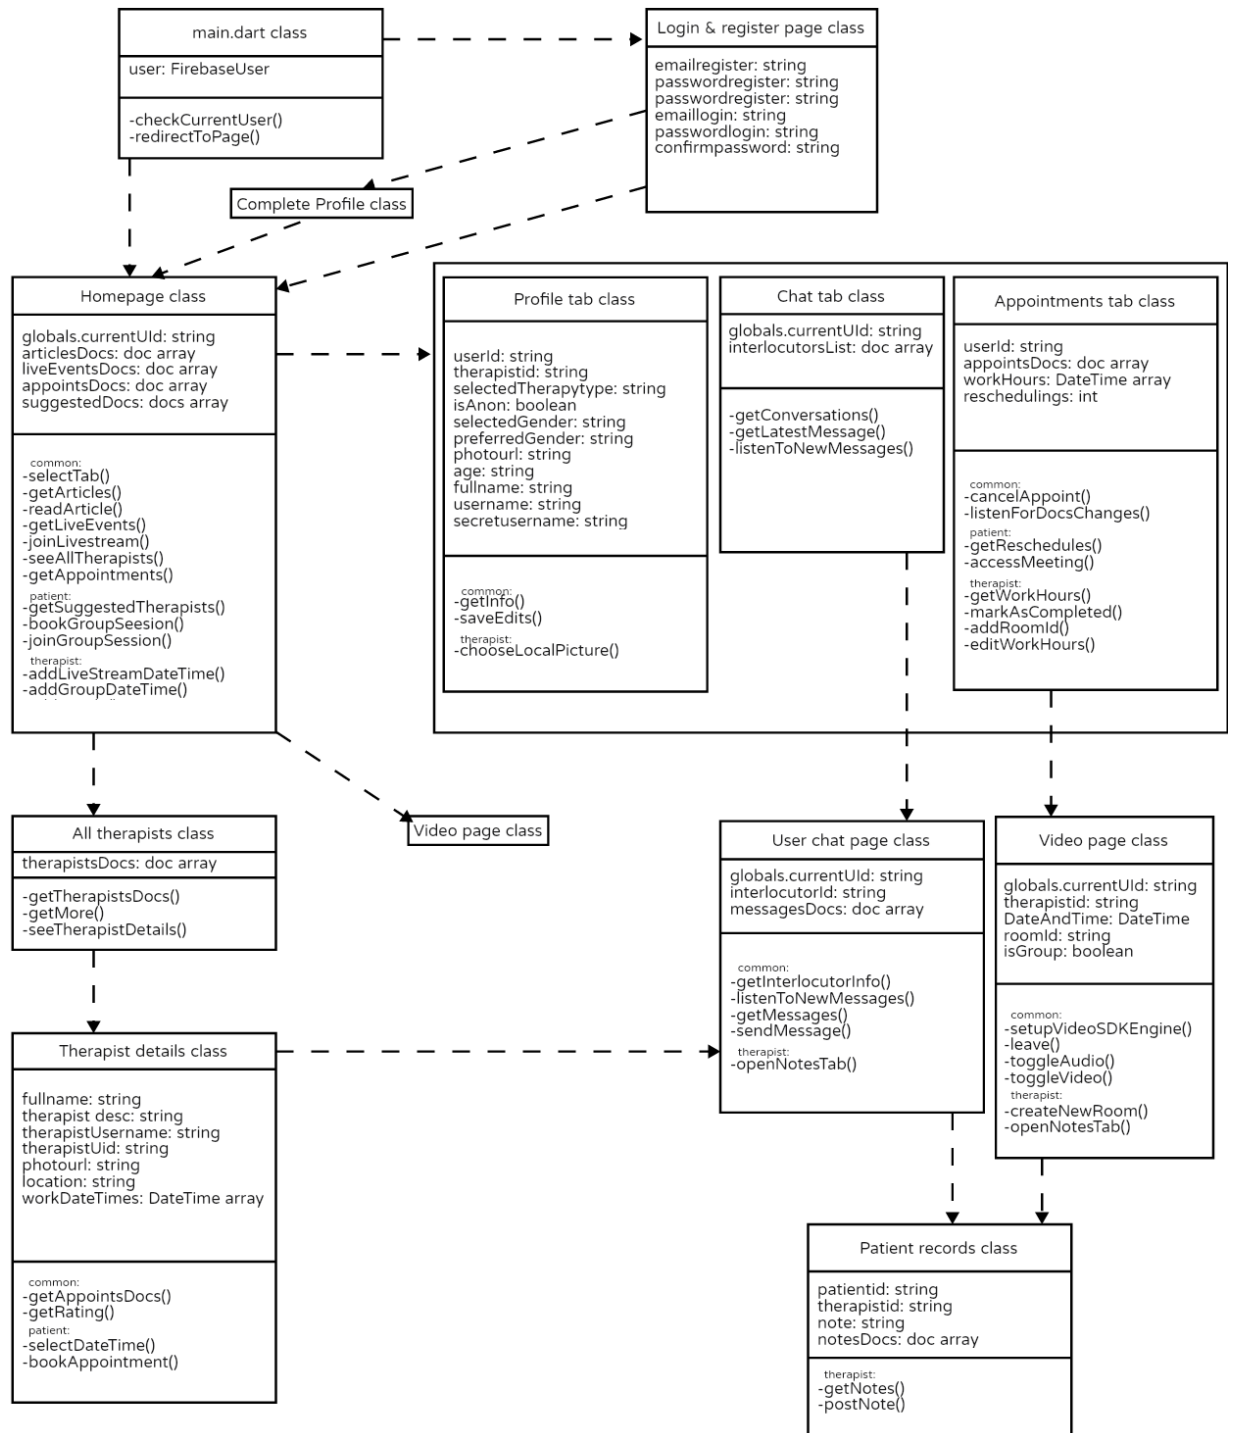 main.dart class
user: FirebaseUser
-checkCurrentUser()
-redirectToPage()
Login & register page class
emailregister: string
passwordregister: string
passwordregister: string
emaillogin: string
passwordlogin: string
confirmpassword: string
Complete Profile class
Homepage class
globals.currentUId: string
articlesDocs: doc array
liveEventsDocs: doc array
appointsDocs: doc array
suggestedDocs: docs array
common:
-selectTab()
-getArticles()
-readArticle()
-getLiveEvents()
-joinLivestream()
-seeAllTherapists()
-getAppointments()
patient:
-getSuggestedTherapists()
-bookGroupSeesion()
-joinGroupSession()
therapist:
-addLiveStreamDateTime()
-addGroupDateTime()
Profile tab class
userId: string
therapistid: string
selectedTherapytype: string
isAnon: boolean
selectedGender: string
preferredGender: string
photourl: string
age: string
fullname: string
username: string
secretusername: string
common:
-getInfo()
-saveEdits()
therapist:
-chooseLocalPicture()
Chat tab class
globals.currentUId: string
interlocutorsList: doc array
-getConversations()
-getLatestMessage()
-listenToNewMessages()
Appointments tab class
userId: string
appointsDocs: doc array
workHours: DateTime array
reschedulings: int
common:
-cancelAppoint()
-listenForDocsChanges()
patient:
-getReschedules()
-accessMeeting()
therapist:
-getWorkHours()
-markAsCompleted()
-addRoomId()
-editWorkHours()
All therapists class
therapistsDocs: doc array
-getTherapistsDocs()
-getMore()
-seeTherapistDetails()
Video page class
User chat page class
globals.currentUId: string
interlocutorId: string
messagesDocs: doc array
common:
-getInterlocutorInfo()
-listenToNewMessages()
-getMessages()
-sendMessage()
therapist:
-openNotesTab()
Video page class
globals.currentUId: string
therapistid: string
DateAndTime: DateTime
roomId: string
isGroup: boolean
common:
-setupVideoSDKEngine()
-leave()
-toggleAudio()
-toggleVideo()
therapist:
-createNewRoom()
-openNotesTab()
Therapist details class
fullname: string
therapist desc: string
therapistUsername: string
therapistUid: string
photourl: string
location: string
workDateTimes: DateTime array
common:
-getAppointsDocs()
-getRating()
patient:
-selectDateTime()
-bookAppointment()
Patient records class
patientid: string
therapistid: string
note: string
notesDocs: doc array
therapist:
-getNotes()
-postNote()